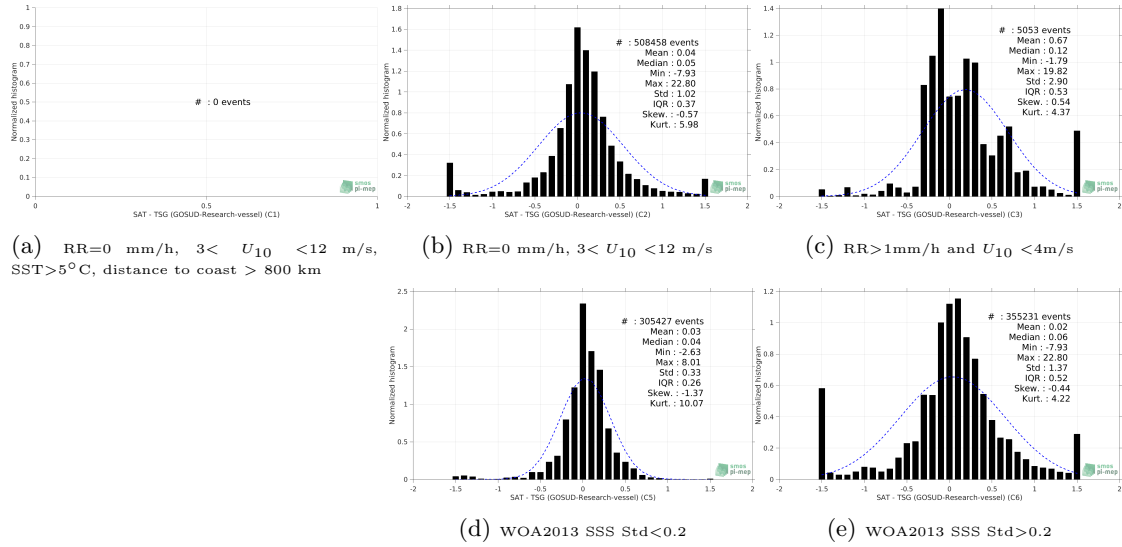 1
0.9
0.8
0.7
0.6
0.5
0.4
0.3
0.2
0.1
0
Normalized histogram
# : 0 events
0 0.5 1
SAT - TSG (GOSUD-Research-vessel) (C1)
smos
pi-mep
(a) RR=0 mm/h, 3< U10 <12 m/s,
SST>5°C, distance to coast > 800 km
1.8
1.6
1.4
1.2
1
0.8
0.6
0.4
0.2
0
Normalized histogram
# : 508458 events
Mean : 0.04
Median : 0.05
Min : -7.93
Max : 22.80
Std : 1.02
IQR : 0.37
Skew. : -0.57
Kurt. : 5.98
-2 -1.5 -1 -0.5 0 0.5 1 1.5 2
SAT - TSG (GOSUD-Research-vessel) (C2)
smos
pi-mep
(b) RR=0 mm/h, 3< U10 <12 m/s
1.4
1.2
1
0.8
0.6
0.4
0.2
0
Normalized histogram
# : 5053 events
Mean : 0.67
Median : 0.12
Min : -1.79
Max : 19.82
Std : 2.90
IQR : 0.53
Skew. : 0.54
Kurt. : 4.37
-2 -1.5 -1 -0.5 0 0.5 1 1.5 2
SAT - TSG (GOSUD-Research-vessel) (C3)
smos
pi-mep
(c) RR>1mm/h and U10 <4m/s
2.5
2
1.5
1
0.5
0
Normalized histogram
# : 305427 events
Mean : 0.03
Median : 0.04
Min : -2.63
Max : 8.01
Std : 0.33
IQR : 0.26
Skew. : -1.37
Kurt. : 10.07
-2 -1.5 -1 -0.5 0 0.5 1 1.5 2
SAT - TSG (GOSUD-Research-vessel) (C5)
smos
pi-mep
(d) WOA2013 SSS Std<0.2
1.2
1
0.8
0.6
0.4
0.2
0
Normalized histogram
# : 355231 events
Mean : 0.02
Median : 0.06
Min : -7.93
Max : 22.80
Std : 1.37
IQR : 0.52
Skew. : -0.44
Kurt. : 4.22
-2 -1.5 -1 -0.5 0 0.5 1 1.5 2
SAT - TSG (GOSUD-Research-vessel) (C6)
smos
pi-mep
(e) WOA2013 SSS Std>0.2